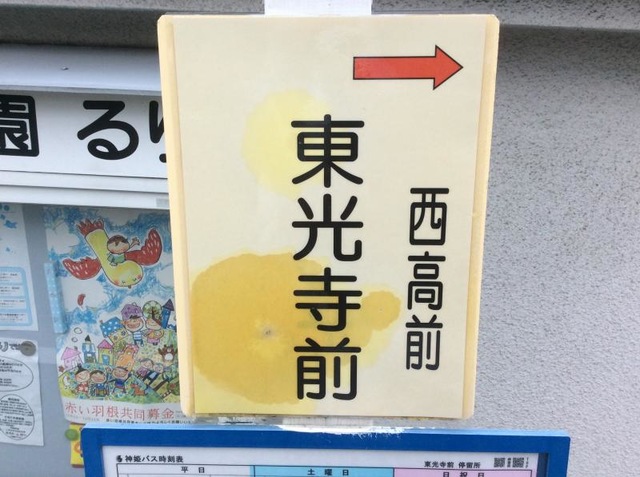 西高前
東光寺前
園 るり
赤い羽根共同募金
神姫バス時刻表
東光寺前 停留所
平日
土曜日
日祝日